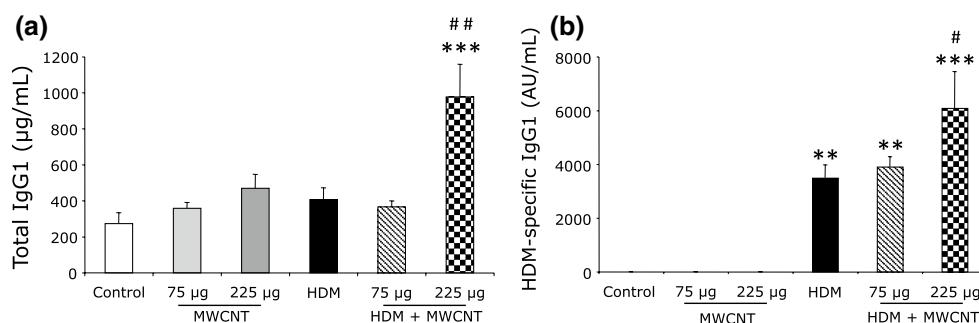 (a)
Total IgG1 (µg/mL)
1200
1000
800
600
400
200
0
# #
***
Control
75 µg
225 µg
HDM
75 µg
225 µg
MWCNT
HDM + MWCNT
(b)
HDM-specific IgG1 (AU/mL)
8000
6000
4000
2000
0
**
**
#
***
Control
75 µg
225 µg
HDM
75 µg
225 µg
MWCNT
HDM + MWCNT